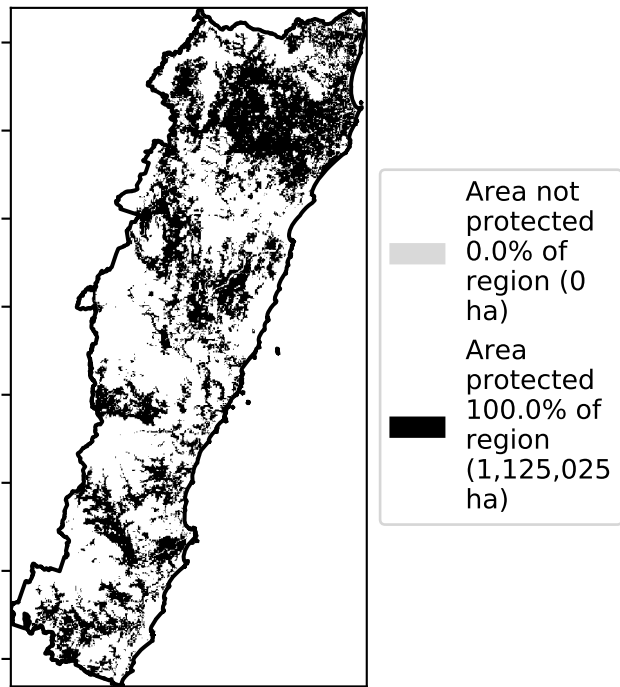 Area not
protected
0.0% of
region (0
ha)
Area
protected
100.0% of
region
(1,125,025
ha)